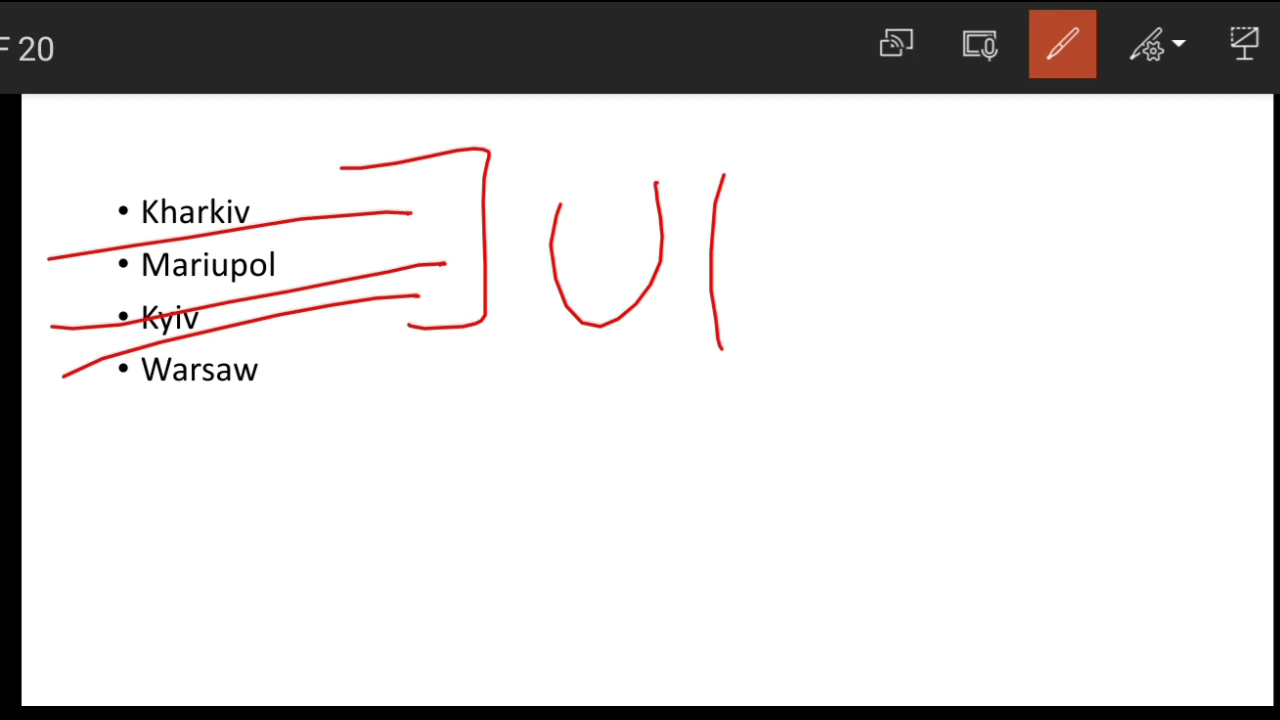 F 20
• Kharkiv
• Mariupol
• Kyiv
• Warsaw
U